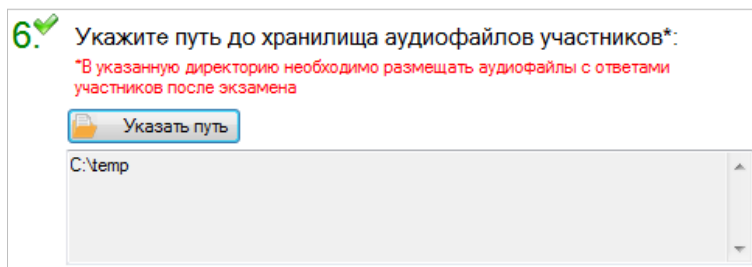 6. Укажите путь до хранилища аудиофайлов участников*:
*В указанную директорию необходимо размещать аудиофайлы с ответами
участников после экзамена
Указать путь
C:\temp